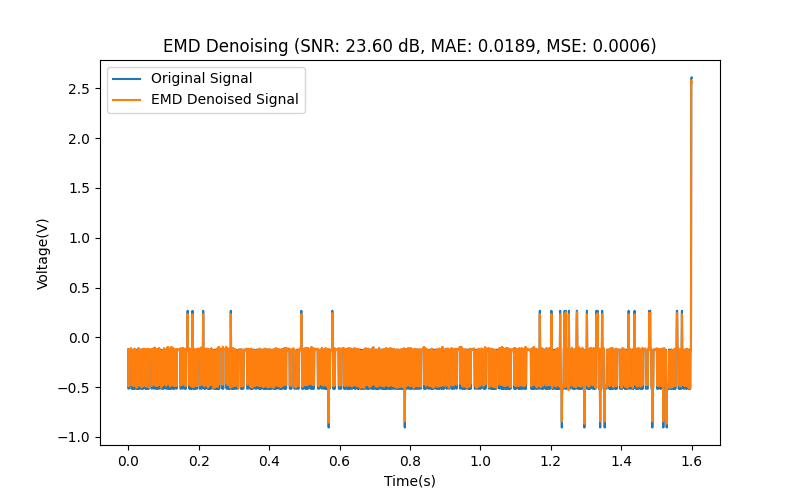 EMD Denoising (SNR: 23.60 dB, MAE: 0.0189, MSE: 0.0006)
Original Signal
EMD Denoised Signal
2.5
2.0
1.5
1.0
0.5
0.0
−0.5
−1.0
Voltage(V)
0.0 0.2 0.4 0.6 0.8 1.0 1.2 1.4 1.6
Time(s)